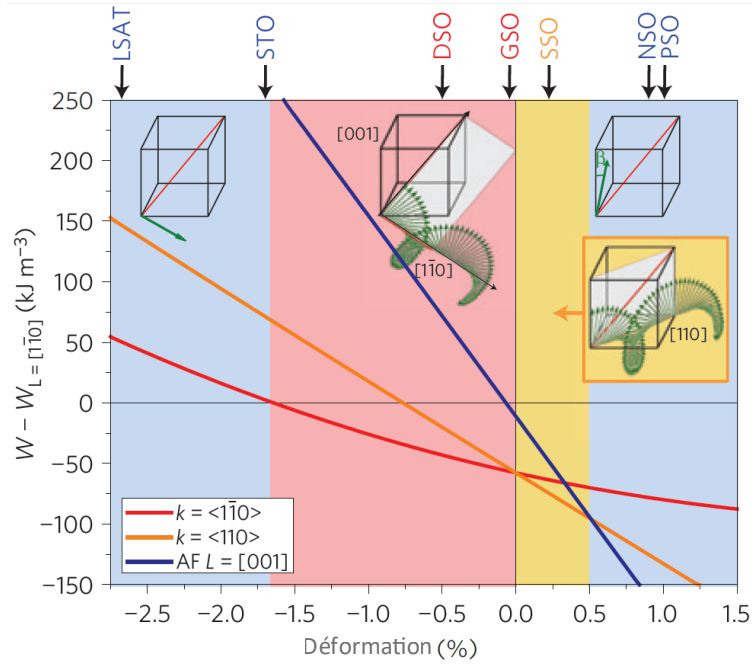 LSAT
STO
DSO
GSO
SSO
NSO
PSO
250
200
150
100
50
0
−50
−100
−150
W − W_L = [11̄0] (kJ m⁻³)
[001]
[11̄0]
β
[110]
k = <11̄0>
k = <110>
AF L = [001]
−2.5 −2.0 −1.5 −1.0 −0.5 0.0 0.5 1.0 1.5
Déformation (%)